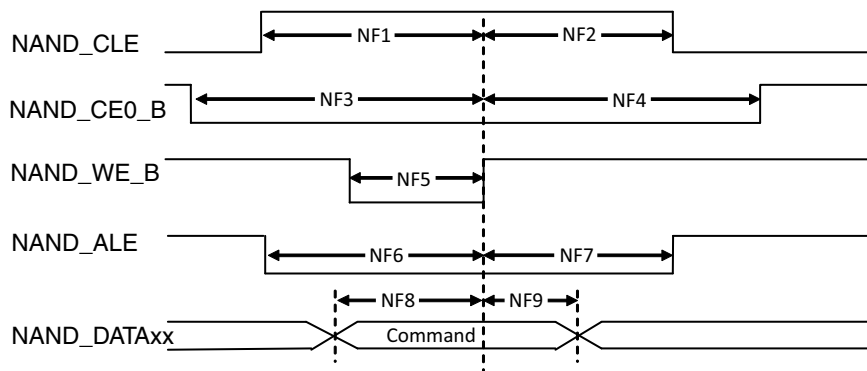 NAND_CLE NF1 NF2
NAND_CE0_B NF3 NF4
NAND_WE_B NF5
NAND_ALE NF6 NF7
NF8 NF9
NAND_DATAxx Command